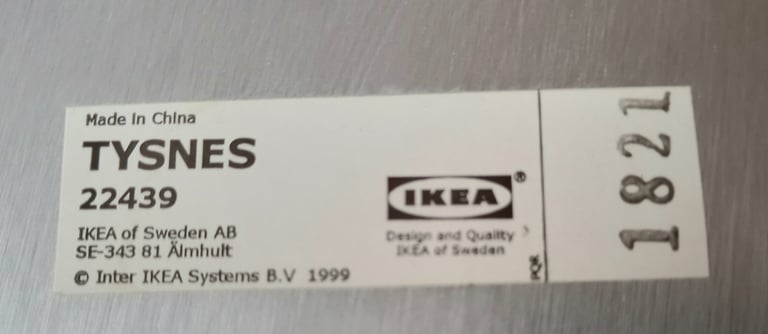 Made in China
TYSNES
22439
IKEA of Sweden AB
SE-343 81 Älmhult
© Inter IKEA Systems B.V 1999
IKEA ®
Design and Quality
IKEA of Sweden
PQR
1821